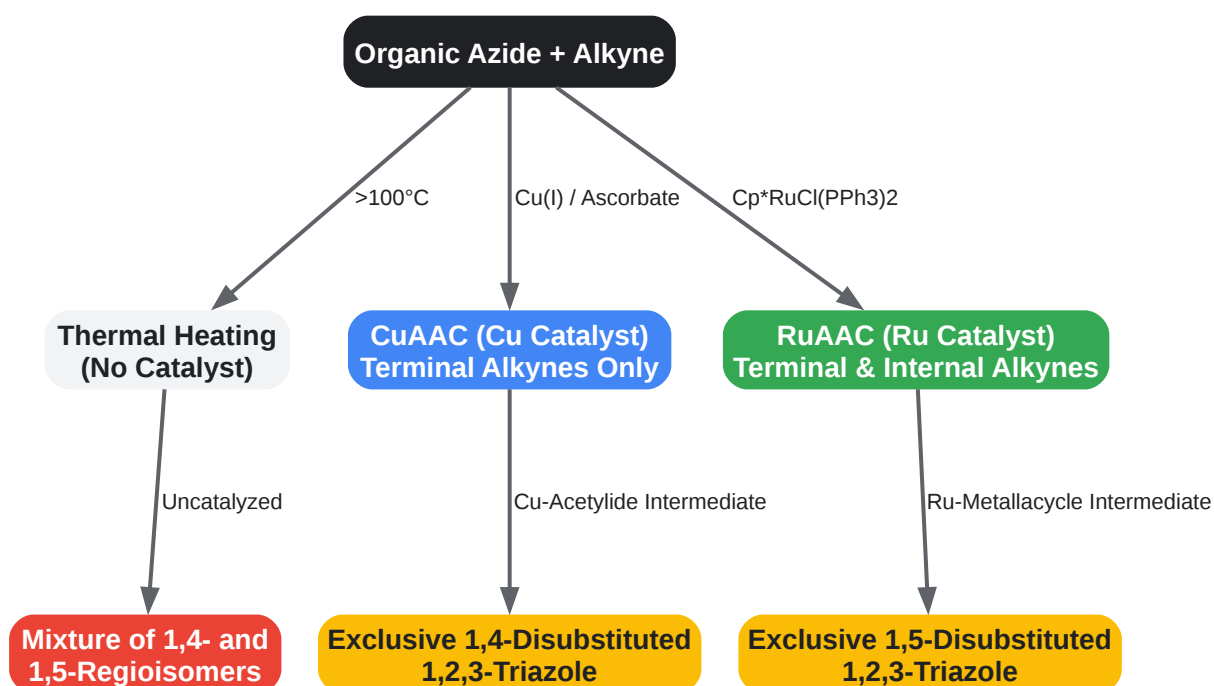 Organic Azide + Alkyne
>100°C
Cu(I) / Ascorbate
Cp*RuCl(PPh3)2
Thermal Heating
(No Catalyst)
CuAAC (Cu Catalyst)
Terminal Alkynes Only
RuAAC (Ru Catalyst)
Terminal & Internal Alkynes
Uncatalyzed
Cu-Acetylide Intermediate
Ru-Metallacycle Intermediate
Mixture of 1,4- and
1,5-Regioisomers
Exclusive 1,4-Disubstituted
1,2,3-Triazole
Exclusive 1,5-Disubstituted
1,2,3-Triazole